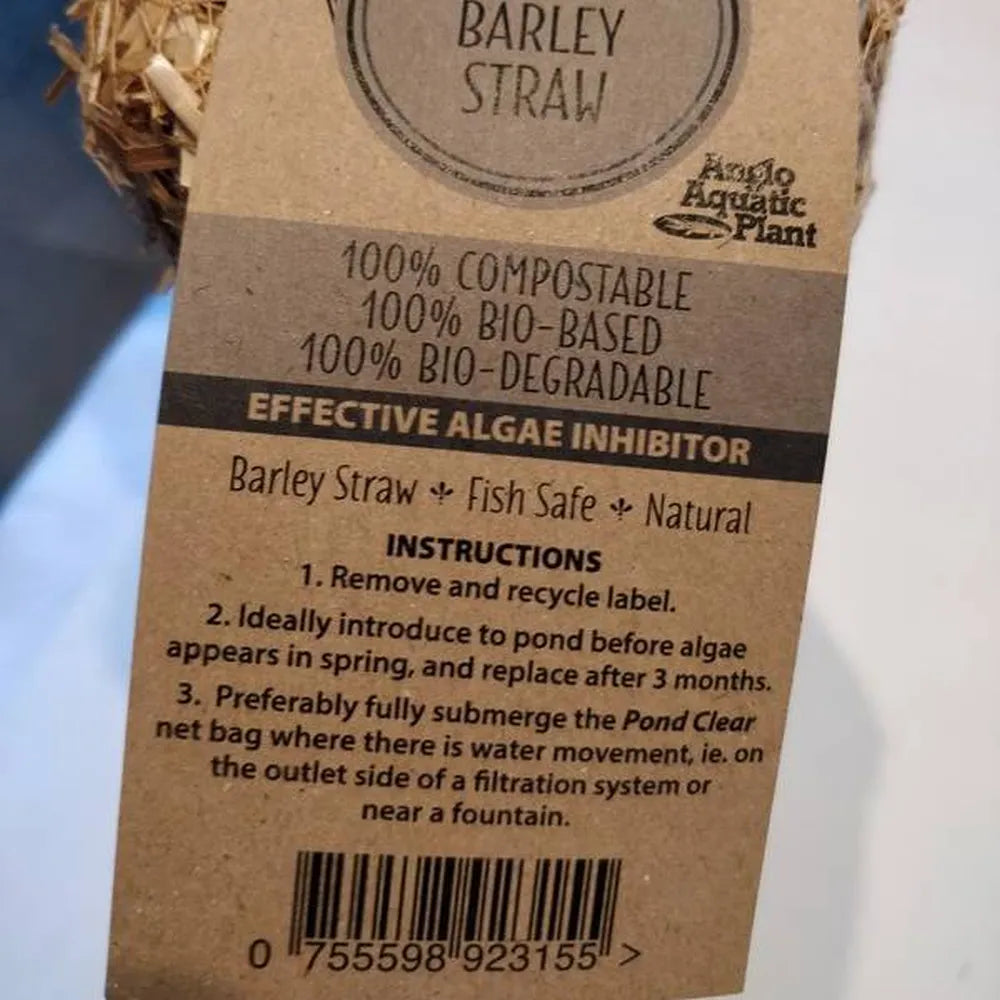 BARLEY
STRAW
Anglo
Aquatic
Plant
100% COMPOSTABLE
100% BIO-BASED
100% BIO-DEGRADABLE
EFFECTIVE ALGAE INHIBITOR
Barley Straw Fish Safe Natural
INSTRUCTIONS
1. Remove and recycle label.
2. Ideally introduce to pond before algae
appears in spring, and replace after 3 months.
3. Preferably fully submerge the Pond Clear
net bag where there is water movement, ie. on
the outlet side of a filtration system or
near a fountain.
0 755598 923155 >